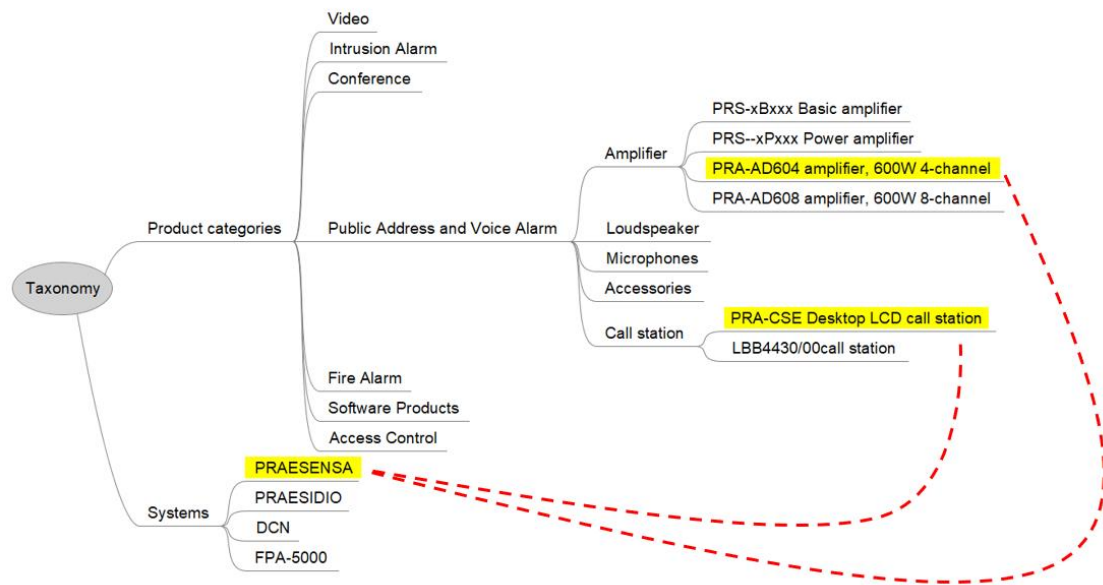 Video
Intrusion Alarm
Conference
PRS-xBxxx Basic amplifier
PRS--xPxxx Power amplifier
Amplifier
PRA-AD604 amplifier, 600W 4-channel
PRA-AD608 amplifier, 600W 8-channel
Product categories
Public Address and Voice Alarm
Loudspeaker
Microphones
Taxonomy
Accessories
PRA-CSE Desktop LCD call station
Call station
LBB4430/00call station
Fire Alarm
Software Products
Access Control
PRAESENSA
PRAESIDIO
Systems
DCN
FPA-5000